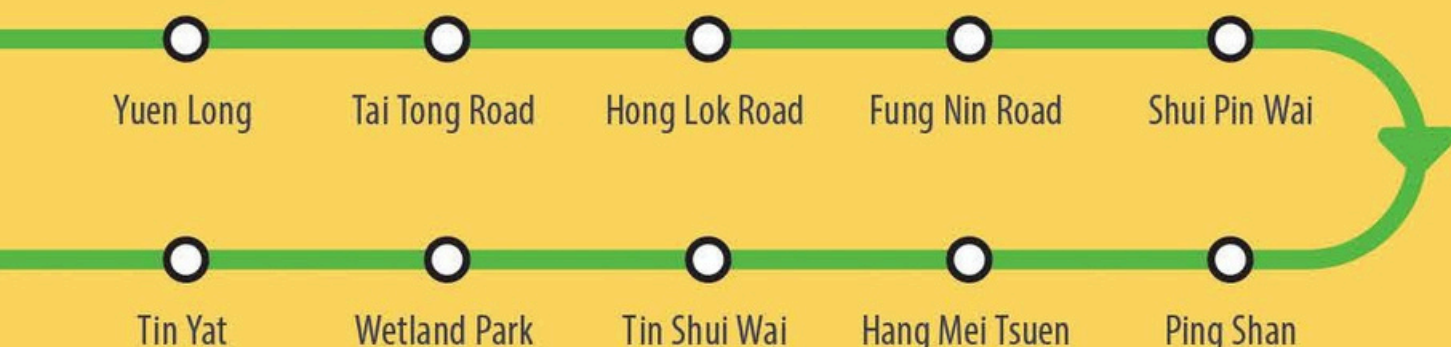 Yuen Long Tai Tong Road Hong Lok Road Fung Nin Road Shui Pin Wai
Tin Yat Wetland Park Tin Shui Wai Hang Mei Tsuen Ping Shan